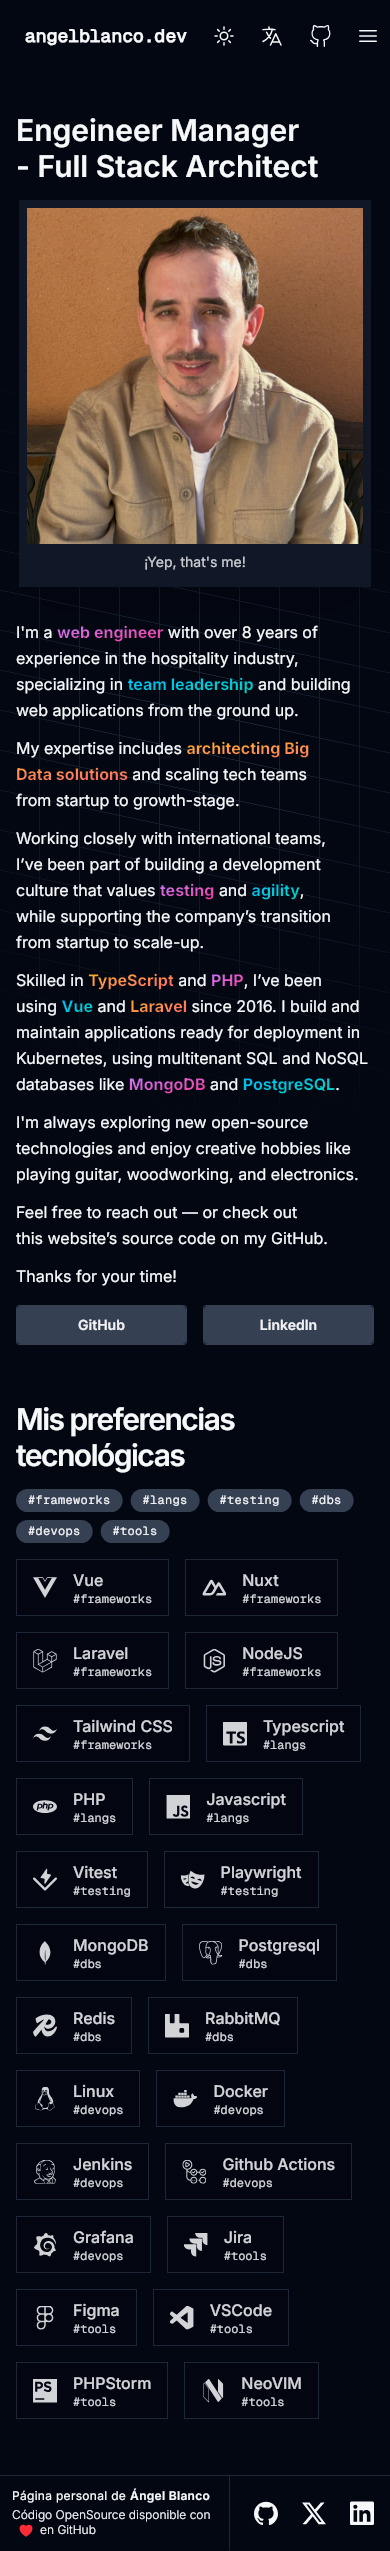 angelblanco.dev
Engeineer Manager
- Full Stack Architect
¡Yep, that's me!
I'm a web engineer with over 8 years of
experience in the hospitality industry,
specializing in team leadership and building
web applications from the ground up.
My expertise includes architecting Big
Data solutions and scaling tech teams
from startup to growth-stage.
Working closely with international teams,
I’ve been part of building a development
culture that values testing and agility,
while supporting the company’s transition
from startup to scale-up.
Skilled in TypeScript and PHP, I’ve been
using Vue and Laravel since 2016. I build and
maintain applications ready for deployment in
Kubernetes, using multitenant SQL and NoSQL
databases like MongoDB and PostgreSQL.
I'm always exploring new open-source
technologies and enjoy creative hobbies like
playing guitar, woodworking, and electronics.
Feel free to reach out — or check out
this website’s source code on my GitHub.
Thanks for your time!
GitHub LinkedIn
Mis preferencias
tecnológicas
#frameworks #langs #testing #dbs
#devops #tools
Vue Nuxt
#frameworks #frameworks
Laravel NodeJS
#frameworks #frameworks
Tailwind CSS TS Typescript
#frameworks #langs
php PHP JS Javascript
#langs #langs
Vitest Playwright
#testing #testing
MongoDB Postgresql
#dbs #dbs
Redis RabbitMQ
#dbs #dbs
Linux Docker
#devops #devops
Jenkins Github Actions
#devops #devops
Grafana Jira
#devops #tools
Figma VSCode
#tools #tools
PS PHPStorm NeoVIM
#tools #tools
Página personal de Ángel Blanco
Código OpenSource disponible con
❤ en GitHub